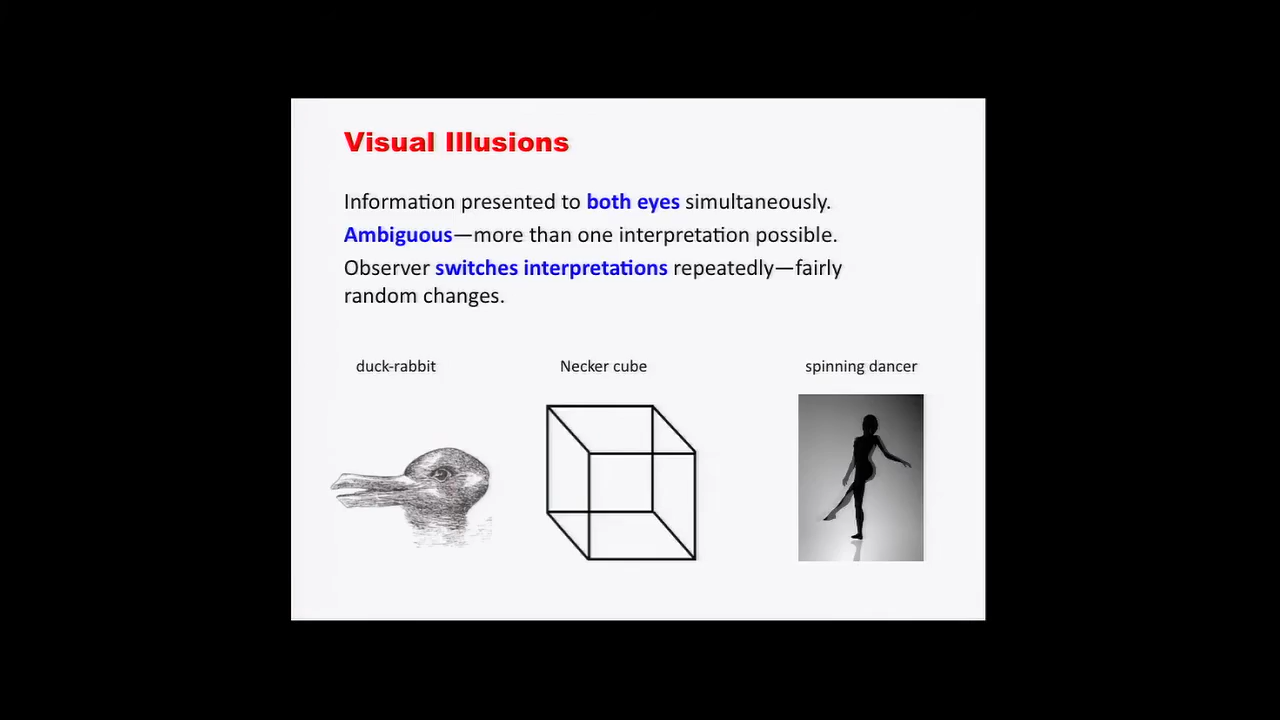 Visual Illusions
Information presented to both eyes simultaneously.
Ambiguous—more than one interpretation possible.
Observer switches interpretations repeatedly—fairly
random changes.
duck-rabbit
Necker cube
spinning dancer